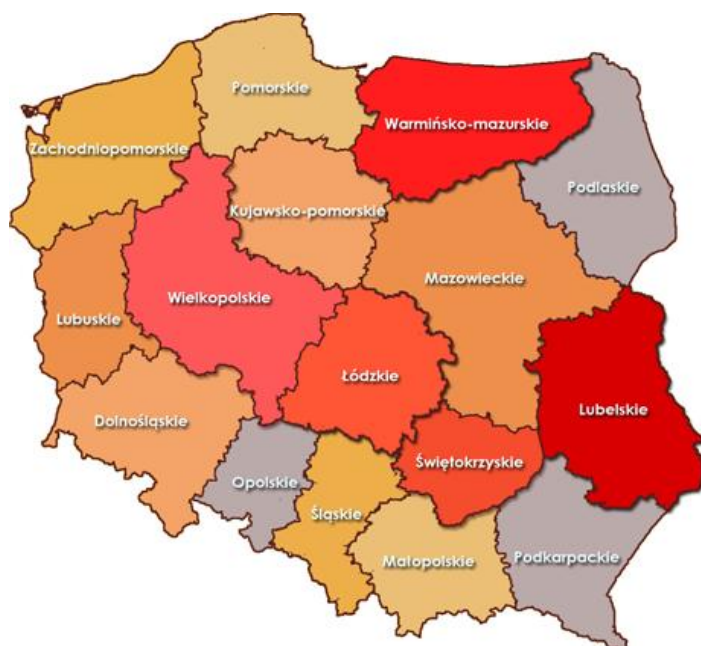 Pomorskie
Warmińsko-mazurskie
Zachodniopomorskie
Podlaskie
Kujawsko-pomorskie
Mazowieckie
Wielkopolskie
Lubuskie
Łódzkie
Lubelskie
Dolnośląskie
Świętokrzyskie
Opolskie
Śląskie
Małopolskie
Podkarpackie